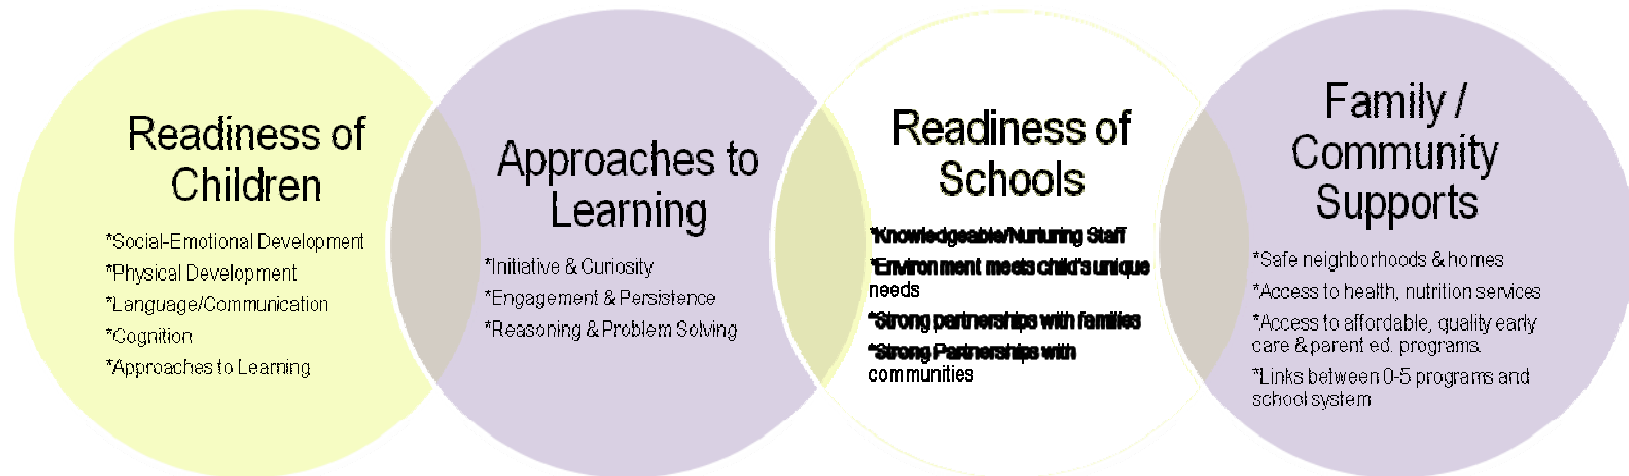 Readiness of
Children
*Social-Emotional Development
*Physical Development
*Language/Communication
*Cognition
*Approaches to Learning
Approaches to
Learning
*Initiative & Curiosity
*Engagement & Persistence
*Reasoning & Problem Solving
Readiness of
Schools
*Knowledgeable/Nurturing Staff
*Environment meets child's unique
needs
*Strong partnerships with families
*Strong Partnerships with
communities
Family /
Community
Supports
*Safe neighborhoods & homes
*Access to health, nutrition services
*Access to affordable, quality early
care & parent ed. programs.
*Links between 0-5 programs and
school system